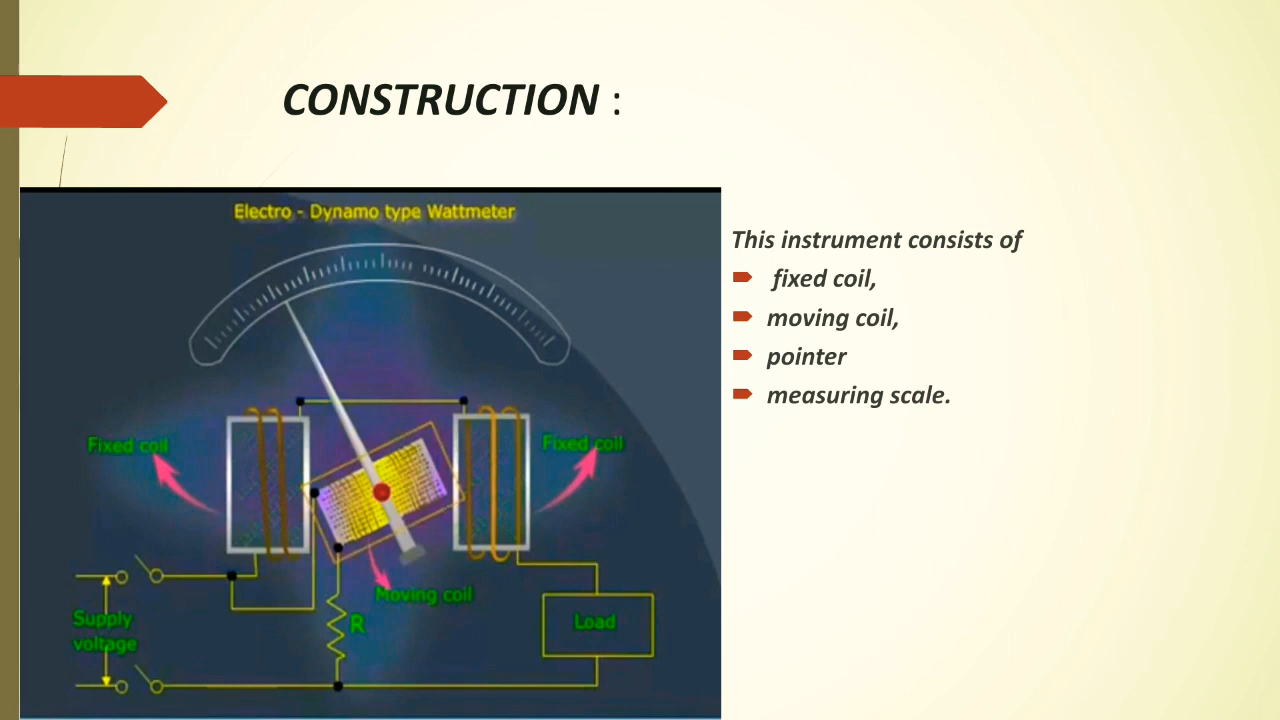 CONSTRUCTION :
Electro - Dynamo type Wattmeter
Fixed coil
Fixed coil
Moving coil
Supply
voltage
R
Load
This instrument consists of
fixed coil,
moving coil,
pointer
measuring scale.